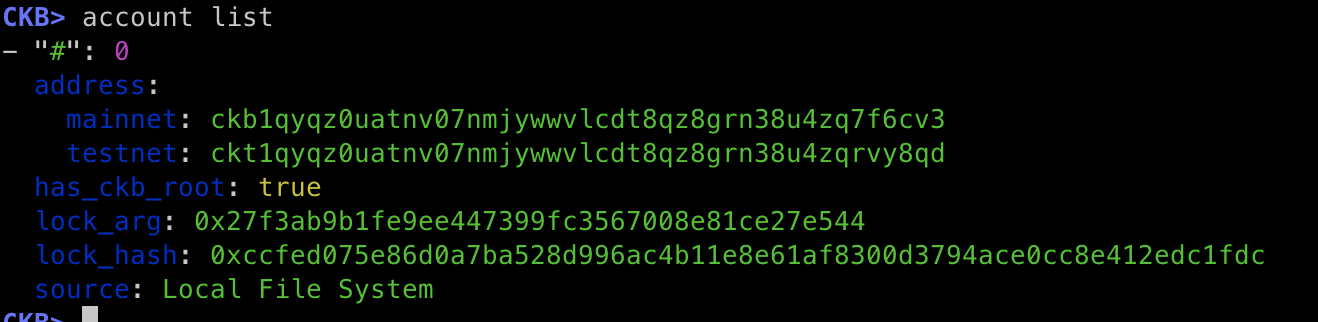 CKB> account list
- "#": 0
  address:
    mainnet: ckb1qyqz0uatnv07nmjywwvlcdt8qz8grn38u4zq7f6cv3
    testnet: ckt1qyqz0uatnv07nmjywwvlcdt8qz8grn38u4zqrvy8qd
  has_ckb_root: true
  lock_arg: 0x27f3ab9b1fe9ee447399fc3567008e81ce27e544
  lock_hash: 0xccfed075e86d0a7ba528d996ac4b11e8e61af8300d3794ace0cc8e412edc1fdc
  source: Local File System
CKB>